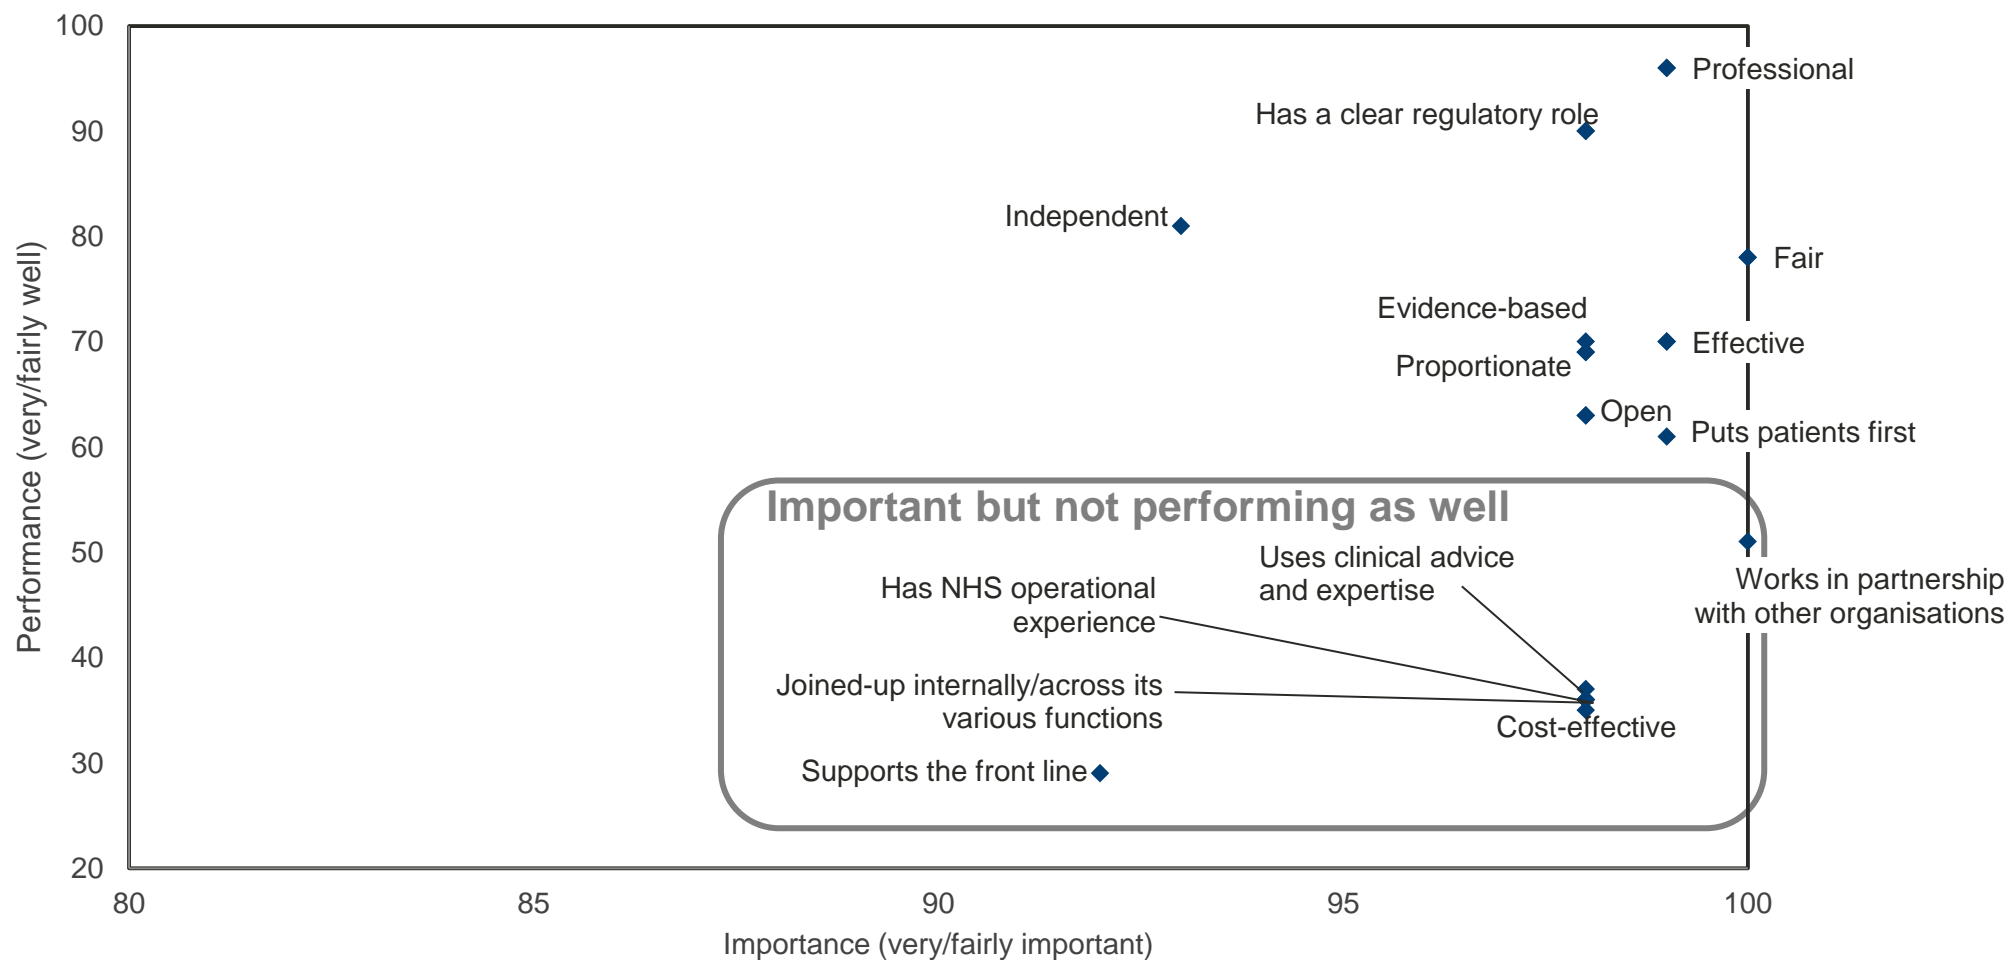 100
Professional
Has a clear regulatory role
90
Independent
80
Fair
Evidence-based
70
Effective
Proportionate
Open
Puts patients first
60
Important but not performing as well
50
Uses clinical advice
and expertise
Works in partnership
with other organisations
Has NHS operational
experience
40
Joined-up internally/across its
various functions
Cost-effective
30
Supports the front line
20
80
85
90
95
100
Importance (very/fairly important)
Performance (very/fairly well)